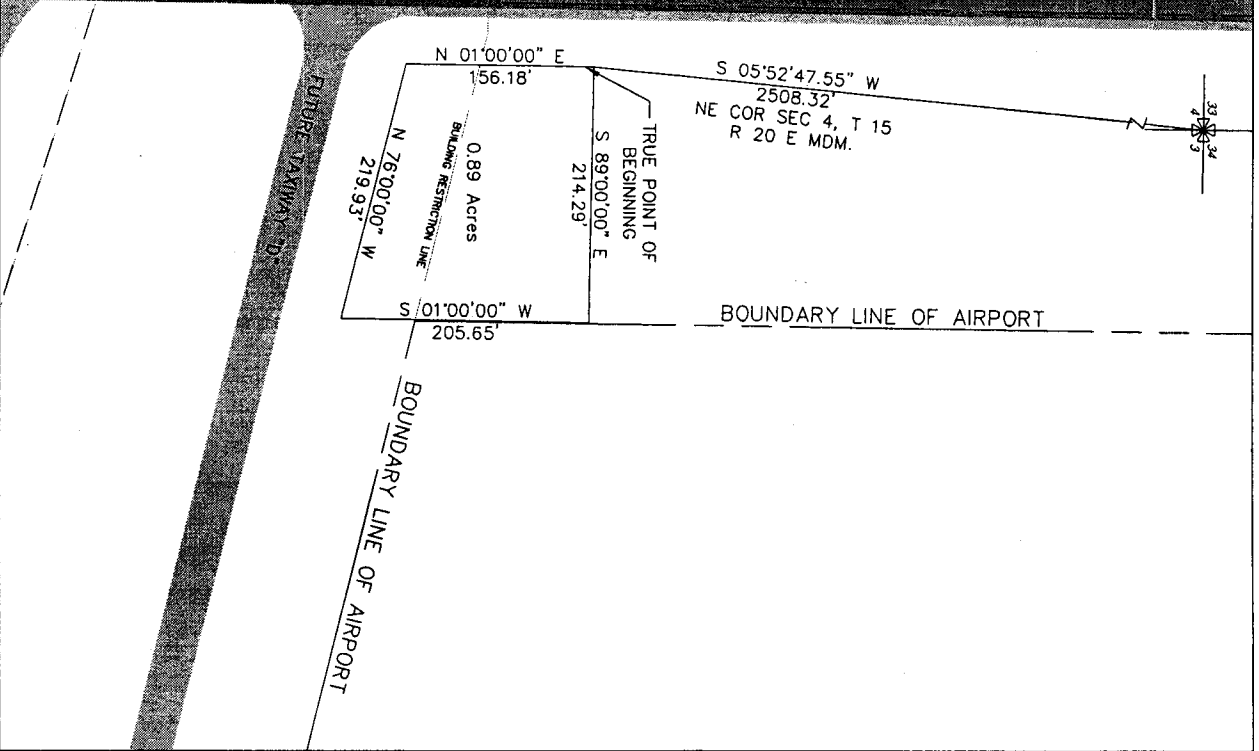 N 01°00'00" E
156.18'
S 05°52'47.55" W
2508.32'
NE COR SEC 4, T 15
R 20 E MDM.
33
34
4
3
TRUE POINT OF
BEGINNING
S 89°00'00" E
214.29'
0.89 Acres
BUILDING RESTRICTION LINE
N 76°00'00" W
219.93'
FUTURE TAXIWAY "D"
S 01°00'00" W
205.65'
BOUNDARY LINE OF AIRPORT
BOUNDARY LINE OF AIRPORT